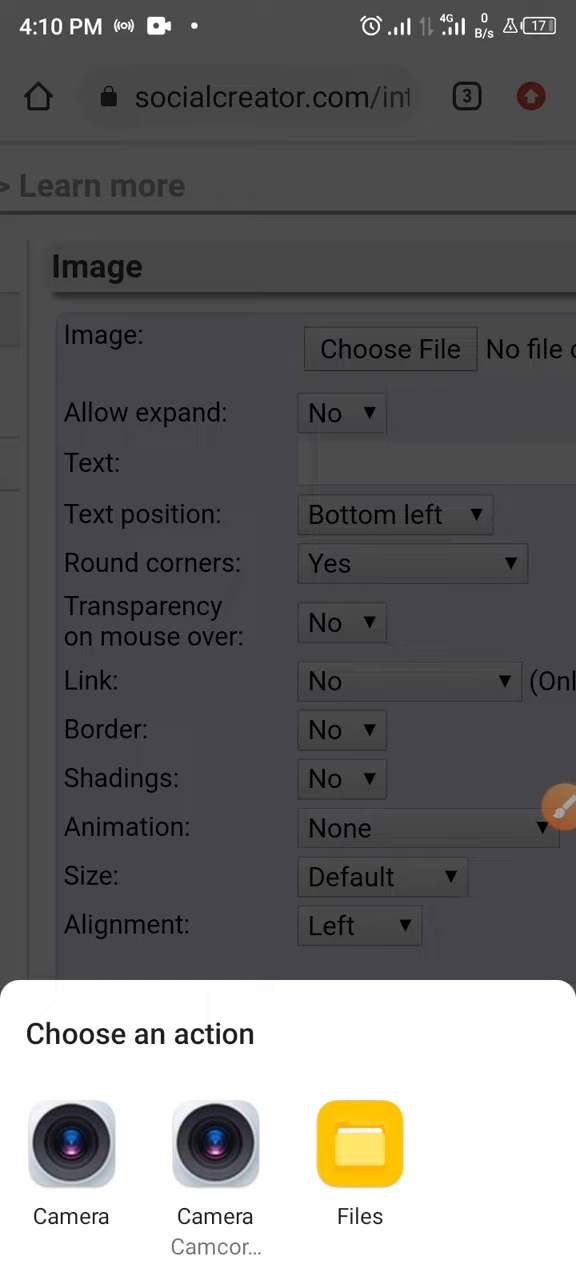 4:10 PM 4G 0 B/s 17
socialcreator.com/int 3
> Learn more
Image
Image: Choose File No file c
Allow expand: No
Text:
Text position: Bottom left
Round corners: Yes
Transparency
on mouse over: No
Link: No (Onl
Border: No
Shadings: No
Animation: None
Size: Default
Alignment: Left
Choose an action
Camera Camera Files
Camcor...